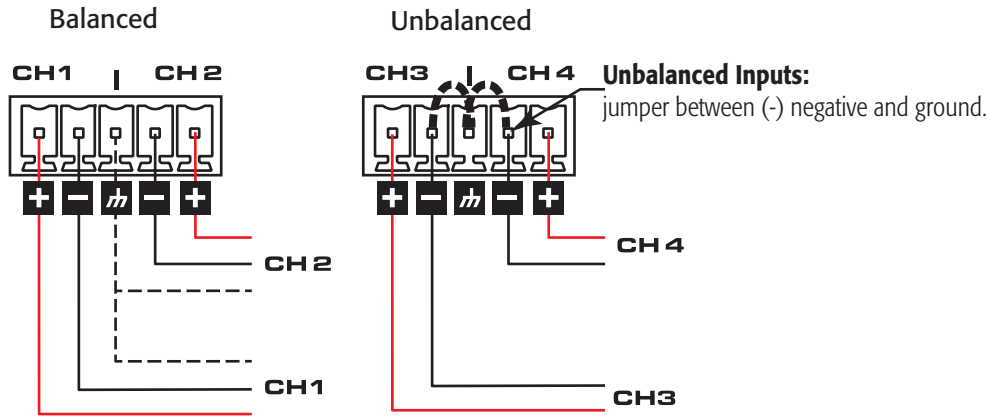 Balanced
Unbalanced
CH1 CH 2
CH3 CH 4
Unbalanced Inputs:
jumper between (-) negative and ground.
+ − − +
+ − − +
CH 2
CH 4
CH1
CH3